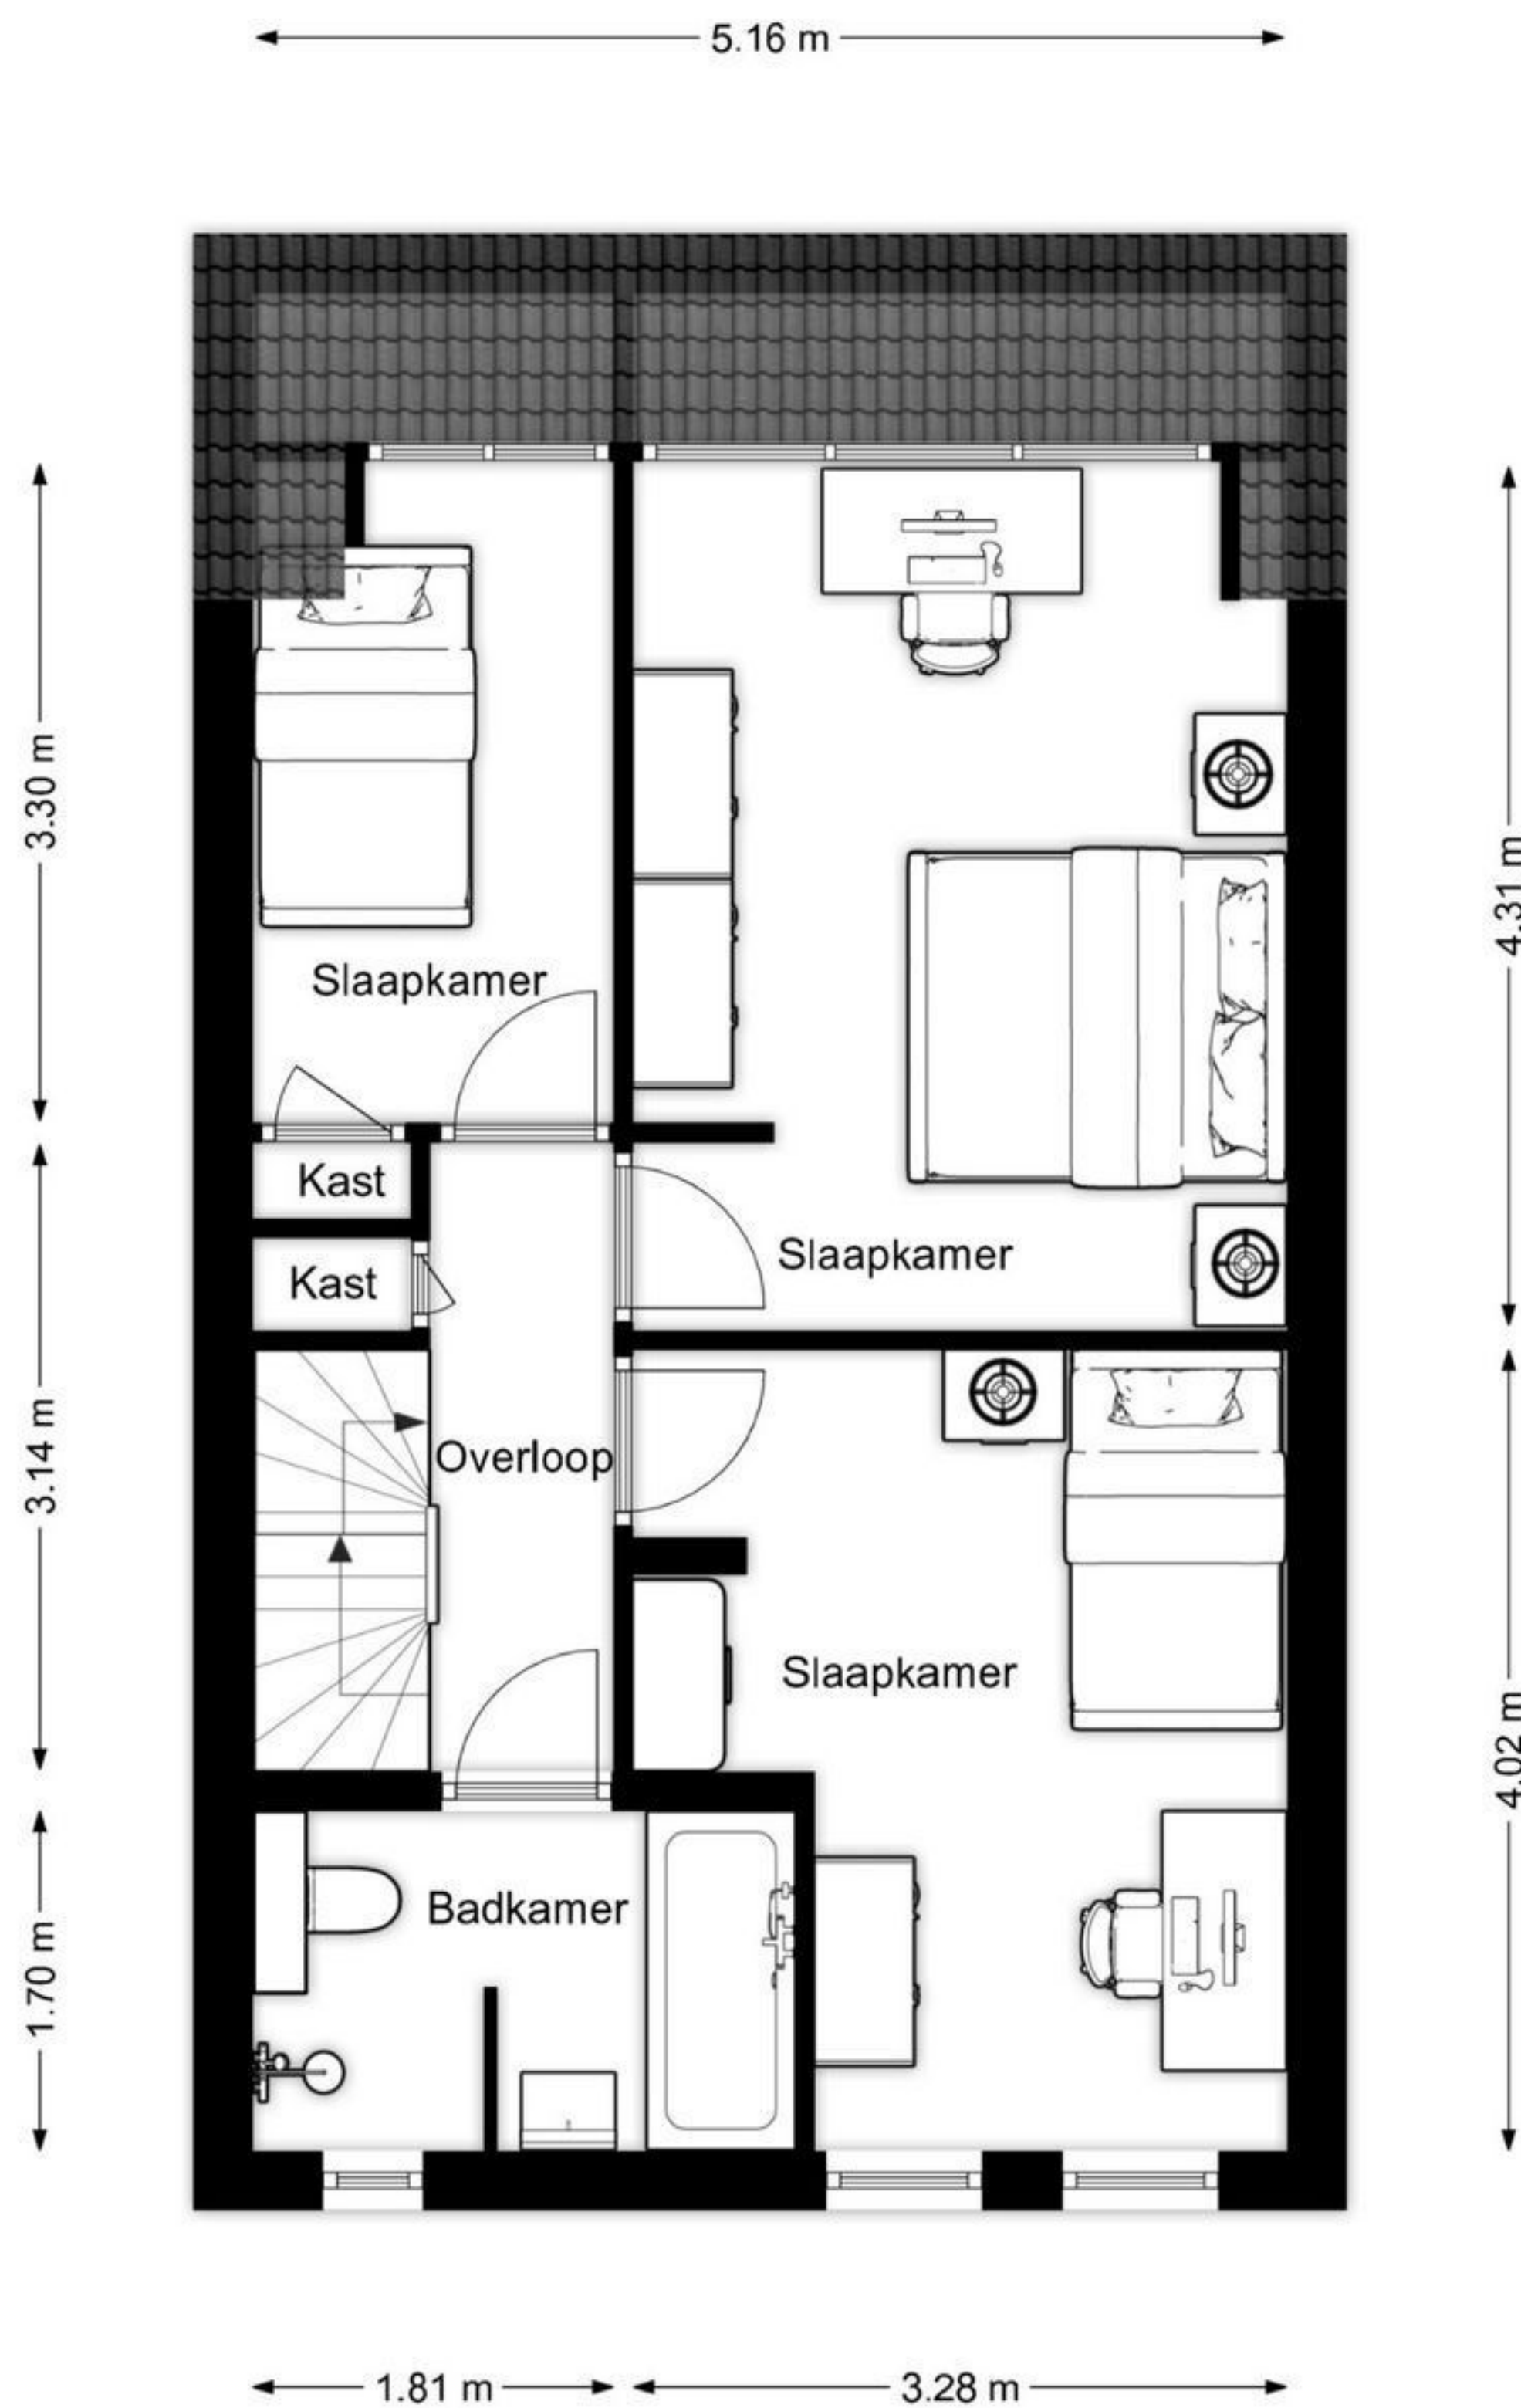 5.16 m
3.30 m
4.31 m
Slaapkamer
Kast
Slaapkamer
Kast
3.14 m
Overloop
Slaapkamer
4.02 m
Badkamer
1.70 m
1.81 m
3.28 m